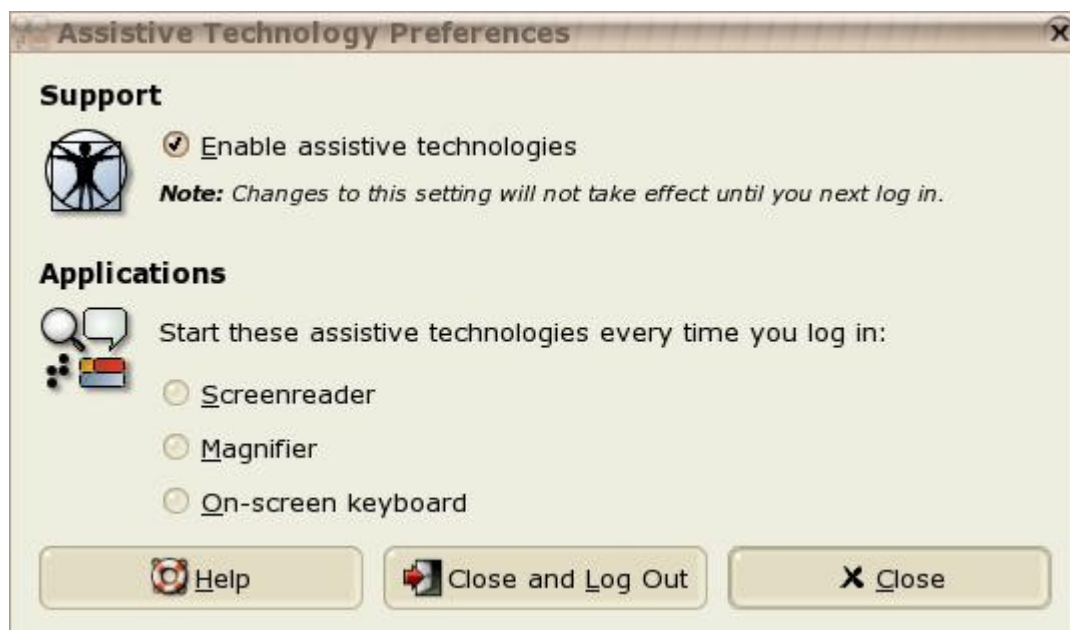 Assistive Technology Preferences
Support
Enable assistive technologies
Note: Changes to this setting will not take effect until you next log in.
Applications
Start these assistive technologies every time you log in:
Screenreader
Magnifier
On-screen keyboard
Help Close and Log Out Close